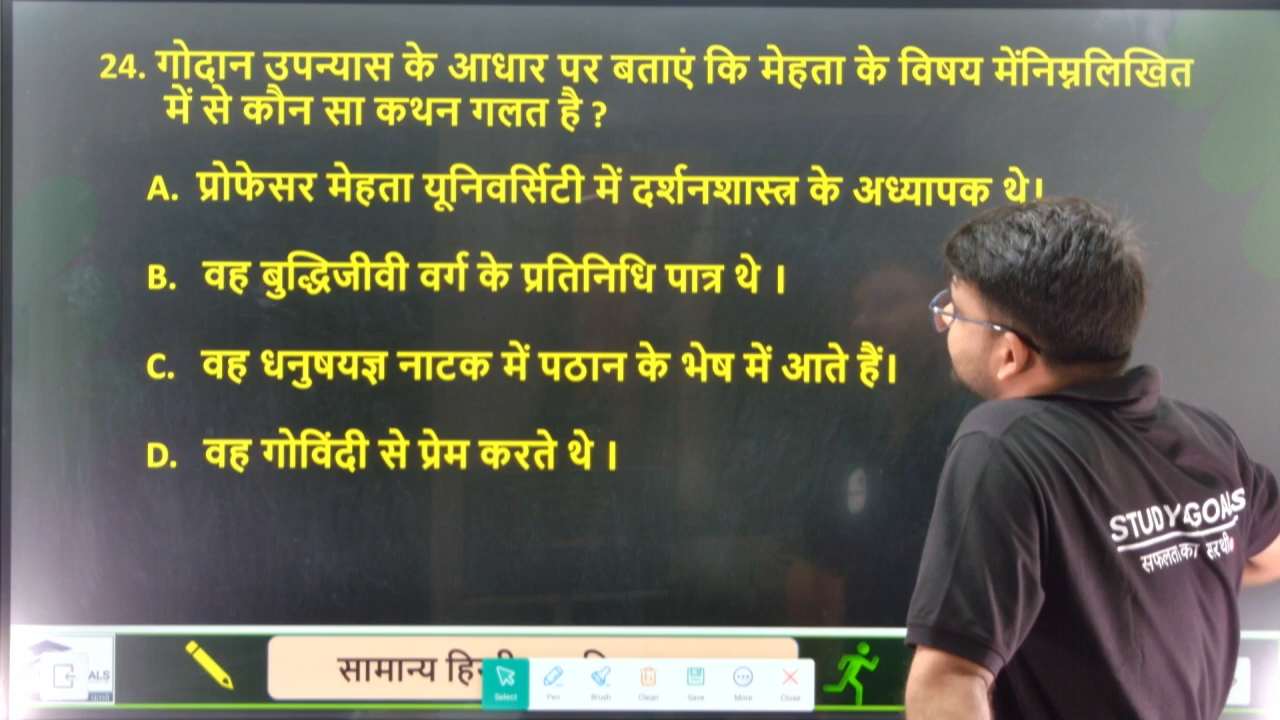 24. गोदान उपन्यास के आधार पर बताएं कि मेहता के विषय मेंनिम्नलिखित
में से कौन सा कथन गलत है ?
A. प्रोफेसर मेहता यूनिवर्सिटी में दर्शनशास्त्र के अध्यापक थे।
B. वह बुद्धिजीवी वर्ग के प्रतिनिधि पात्र थे ।
C. वह धनुषयज्ञ नाटक में पठान के भेष में आते हैं।
D. वह गोविंदी से प्रेम करते थे ।
STUDY GOALS
सफलता का सारथी
ALS
सामान्य
Select Pen Brush Clean Save More Close